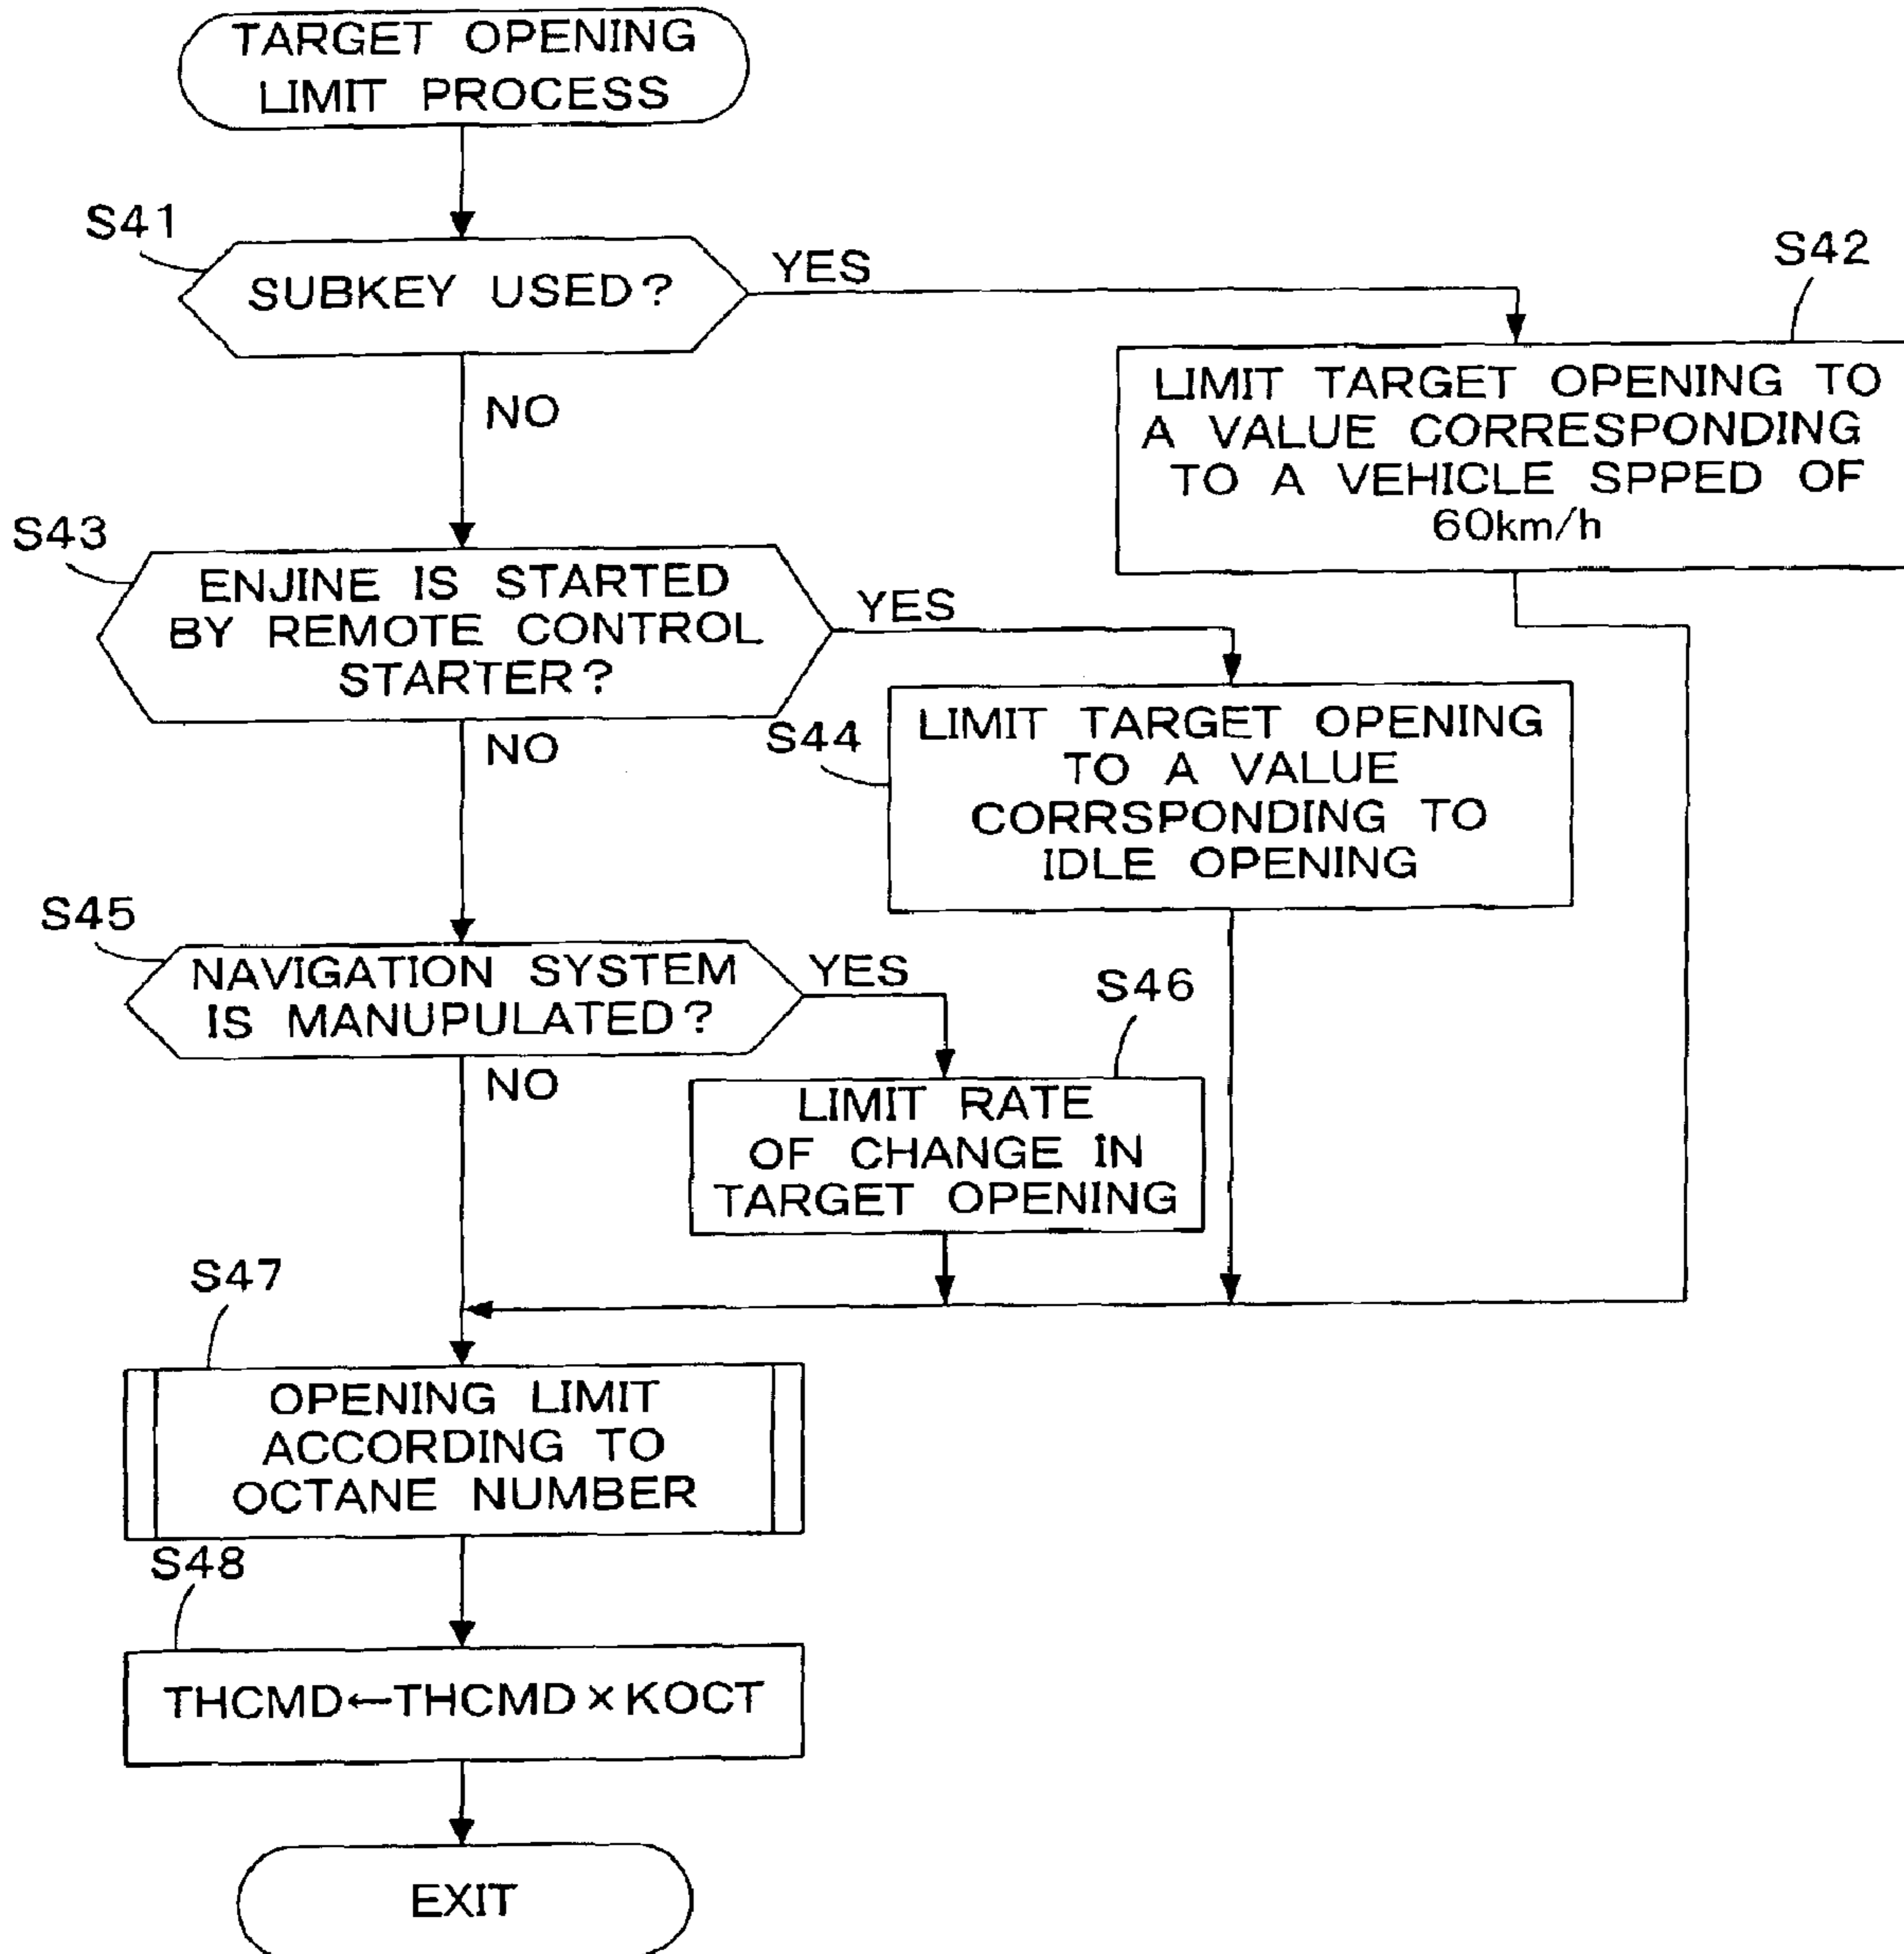 TARGET OPENING
LIMIT PROCESS
S41
SUBKEY USED?
YES
S42
LIMIT TARGET OPENING TO
A VALUE CORRESPONDING
TO A VEHICLE SPPED OF
60km/h
NO
S43
ENJINE IS STARTED
BY REMOTE CONTROL
STARTER?
YES
S44
LIMIT TARGET OPENING
TO A VALUE
CORRSPONDING TO
IDLE OPENING
NO
S45
NAVIGATION SYSTEM
IS MANUPULATED?
YES
S46
LIMIT RATE
OF CHANGE IN
TARGET OPENING
NO
S47
OPENING LIMIT
ACCORDING TO
OCTANE NUMBER
S48
THCMD←THCMD×KOCT
EXIT